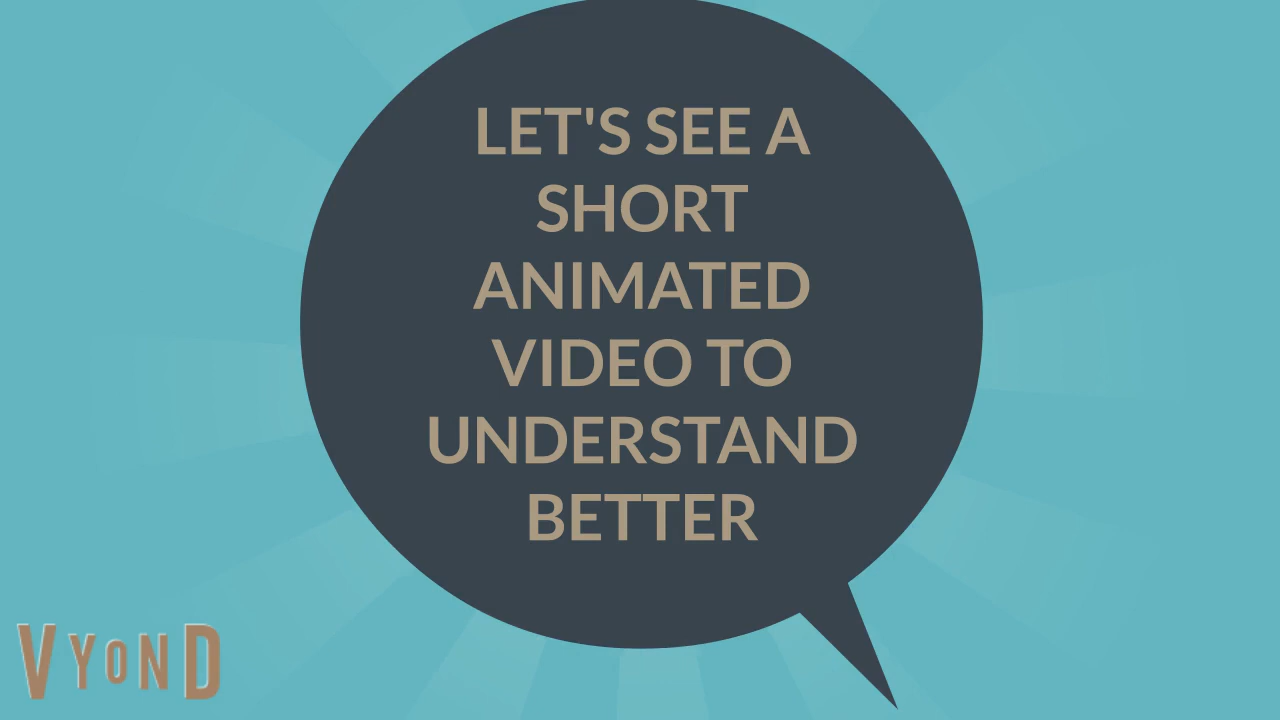 LET'S SEE A
SHORT
ANIMATED
VIDEO TO
UNDERSTAND
BETTER
VYOND